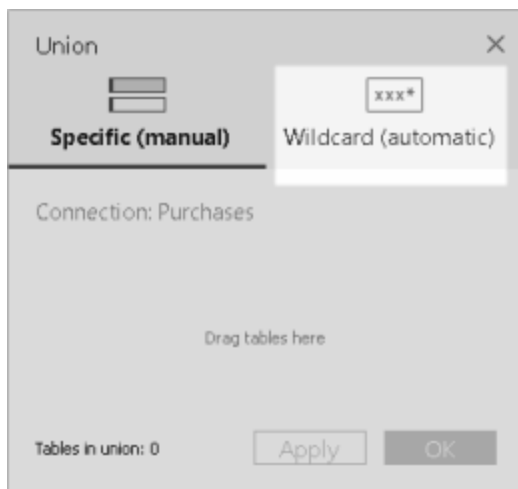 Union
xxx*
Specific (manual)
Wildcard (automatic)
Connection: Purchases
Drag tables here
Tables in union: 0
Apply
OK